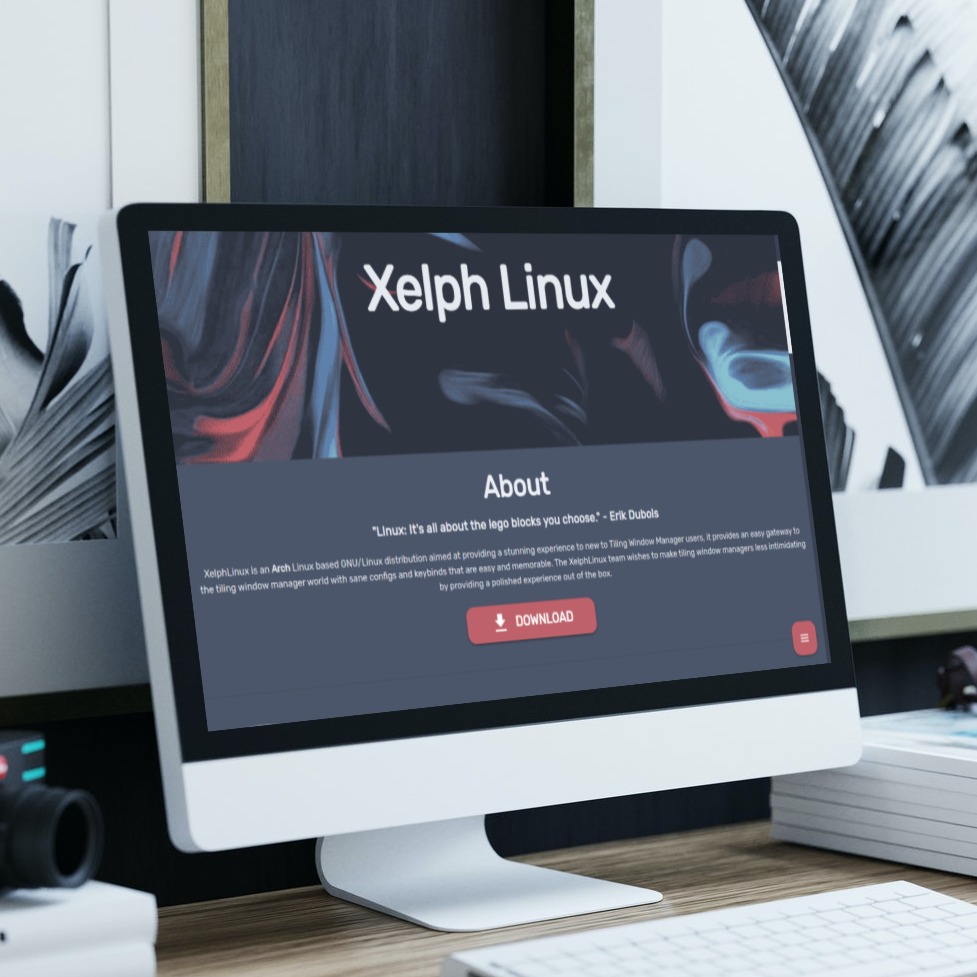 Xelph Linux
About
"Linux: It's all about the lego blocks you choose." - Erik Dubois
XelphLinux is an Arch Linux based GNU/Linux distribution aimed at providing a stunning experience to new to Tiling Window Manager users, it provides an easy gateway to
the tiling window manager world with sane configs and keybinds that are easy and memorable. The XelphLinux team wishes to make tiling window managers less intimidating
by providing a polished experience out of the box.
DOWNLOAD